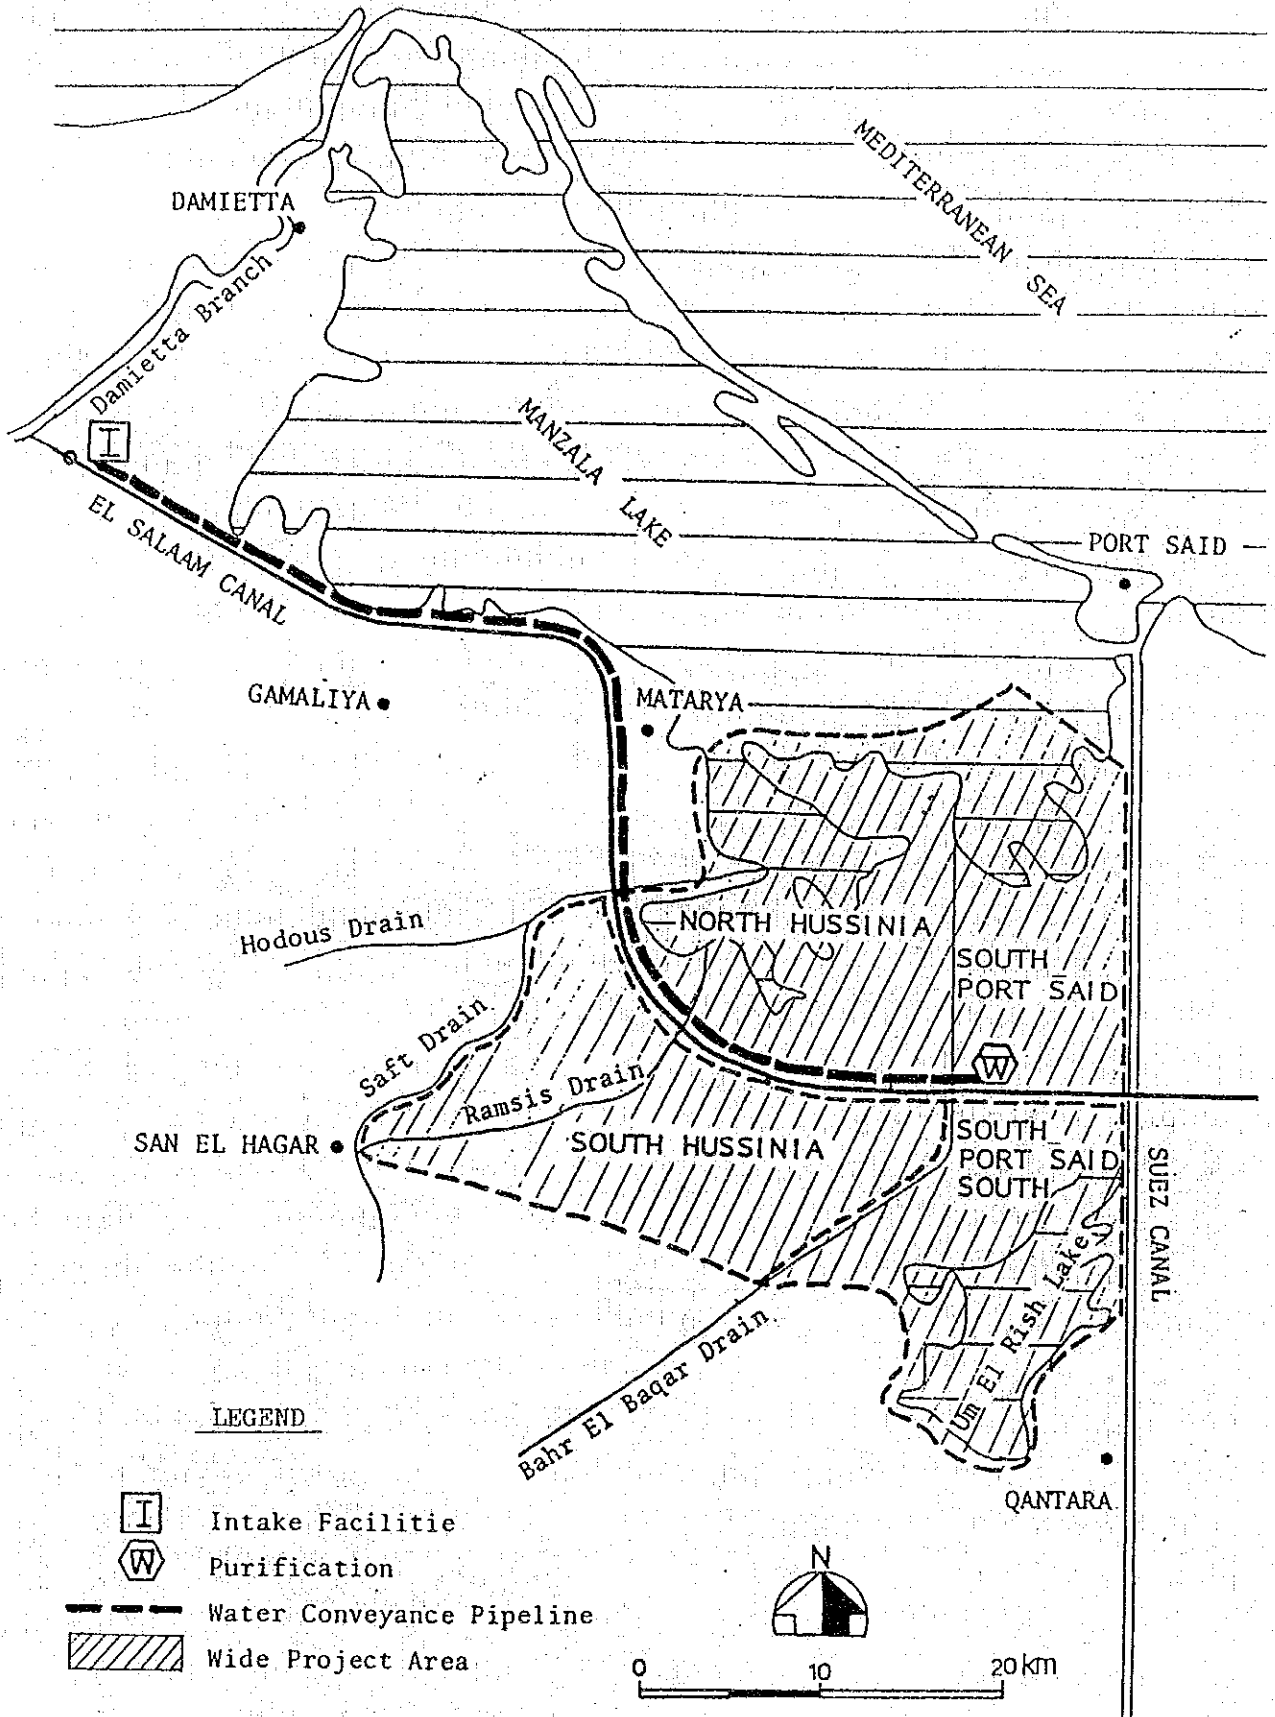 MEDITERRANEAN SEA
DAMIETTA
Damietta Branch
I
MANZALA LAKE
EL SALAAM CANAL
PORT SAID
GAMALIYA
MATARYA
Hodous Drain
NORTH HUSSINIA
SOUTH
PORT SAID
Saft Drain
W
Ramsis Drain
SAN EL HAGAR
SOUTH HUSSINIA
SOUTH
PORT SAID
SOUTH
SUEZ CANAL
Um El Rish Lake
Bahr El Baqar Drain
QANTARA
LEGEND
I Intake Facilitie
W Purification
Water Conveyance Pipeline
Wide Project Area
N
0 10 20km